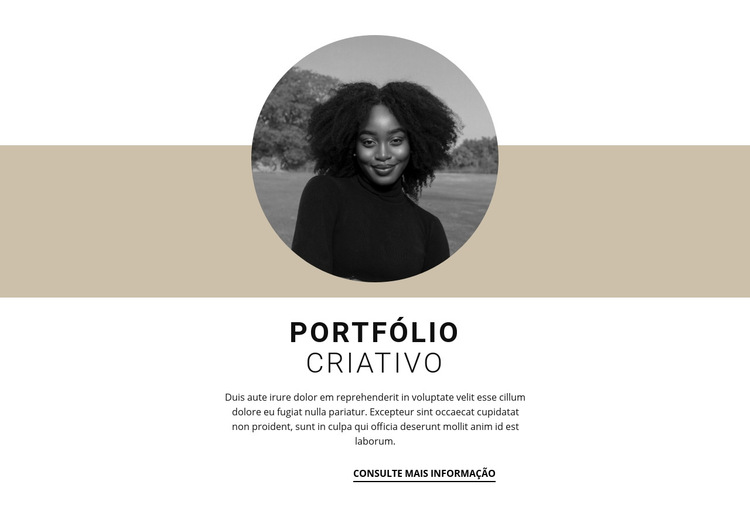 PORTFÓLIO
CRIATIVO
Duis aute irure dolor em reprehenderit in voluptate velit esse cillum
dolore eu fugiat nulla pariatur. Excepteur sint occaecat cupidatat
non proident, sunt in culpa qui officia deserunt mollit anim id est
laborum.
CONSULTE MAIS INFORMAÇÃO